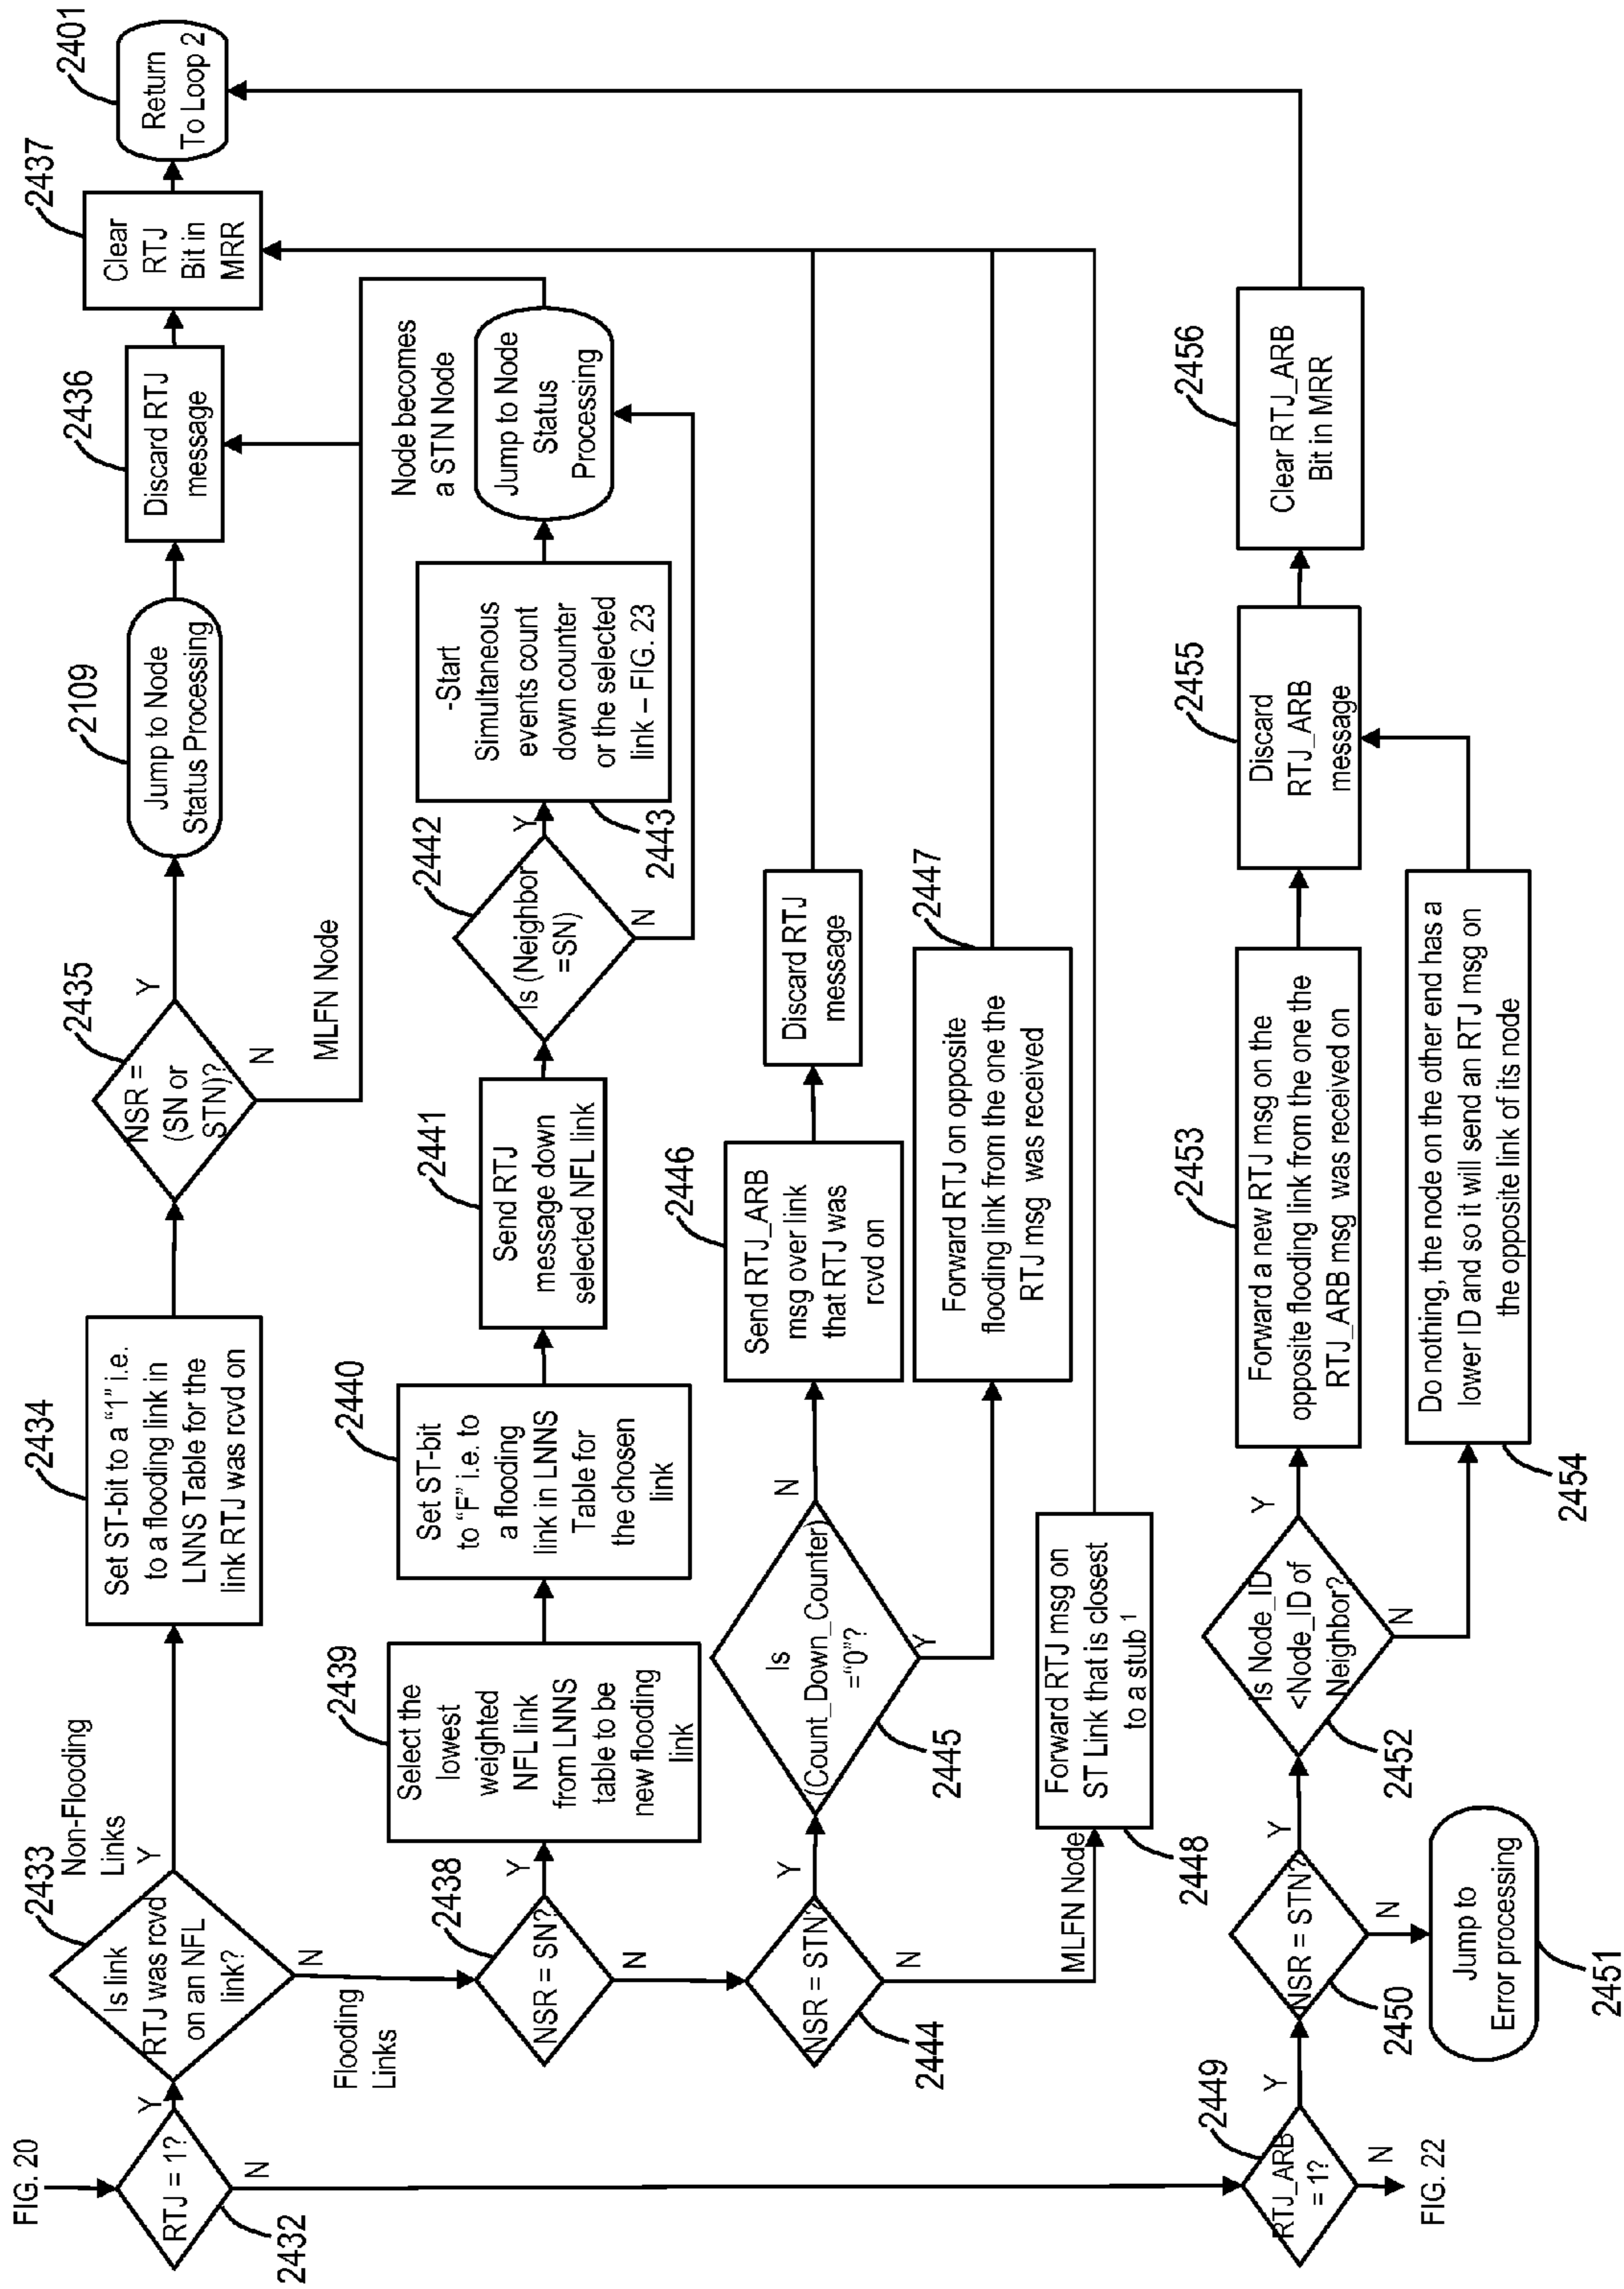 FIG. 20
RTJ = 1?
2432
Y
N
2433
Is link
RTJ was rcvd
on an NFL
link?
Non-Flooding
Links
Y
N
Flooding
Links
2434
Set ST-bit to a "1" i.e.
to a flooding link in
LNNS Table for the
link RTJ was rcvd on
2435
NSR =
(SN or
STN)?
Y
N
MLFN Node
2109
Jump to Node
Status Processing
2436
Discard RTJ
message
2437
Clear
RTJ
Bit in
MRR
2401
Return
To Loop 2
2438
NSR = SN?
Y
N
2439
Select the
lowest
weighted
NFL link
from LNNS
table to be
new flooding
link
2440
Set ST-bit
to "F" i.e. to
a flooding
link in LNNS
Table for
the chosen
link
2441
Send RTJ
message down
selected NFL link
2442
Is (Neighbor
=SN)
Y
N
2443
-Start
Simultaneous
events count
down counter
or the selected
link – FIG. 23
Node becomes
a STN Node
Jump to Node
Status
Processing
2444
NSR = STN?
Y
N
MLFN Node
2445
Is
(Count_Down_Counter)
="0"?
N
Y
2446
Send RTJ_ARB
msg over link
that RTJ was
rcvd on
Discard RTJ
message
2447
Forward RTJ on opposite
flooding link from the one the
RTJ msg was received
2448
Forward RTJ msg on
ST Link that is closest
to a stub 1
2449
RTJ_ARB
= 1?
Y
N
FIG. 22
2450
NSR = STN?
Y
N
2451
Jump to
Error processing
2452
Is Node_ID
<Node_ID of
Neighbor?
Y
N
2453
Forward a new RTJ msg on the
opposite flooding link from the one the
RTJ_ARB msg was received on
2454
Do nothing, the node on the other end has a
lower ID and so it will send an RTJ msg on
the opposite link of its node
2455
Discard
RTJ_ARB
message
2456
Clear RTJ_ARB
Bit in MRR